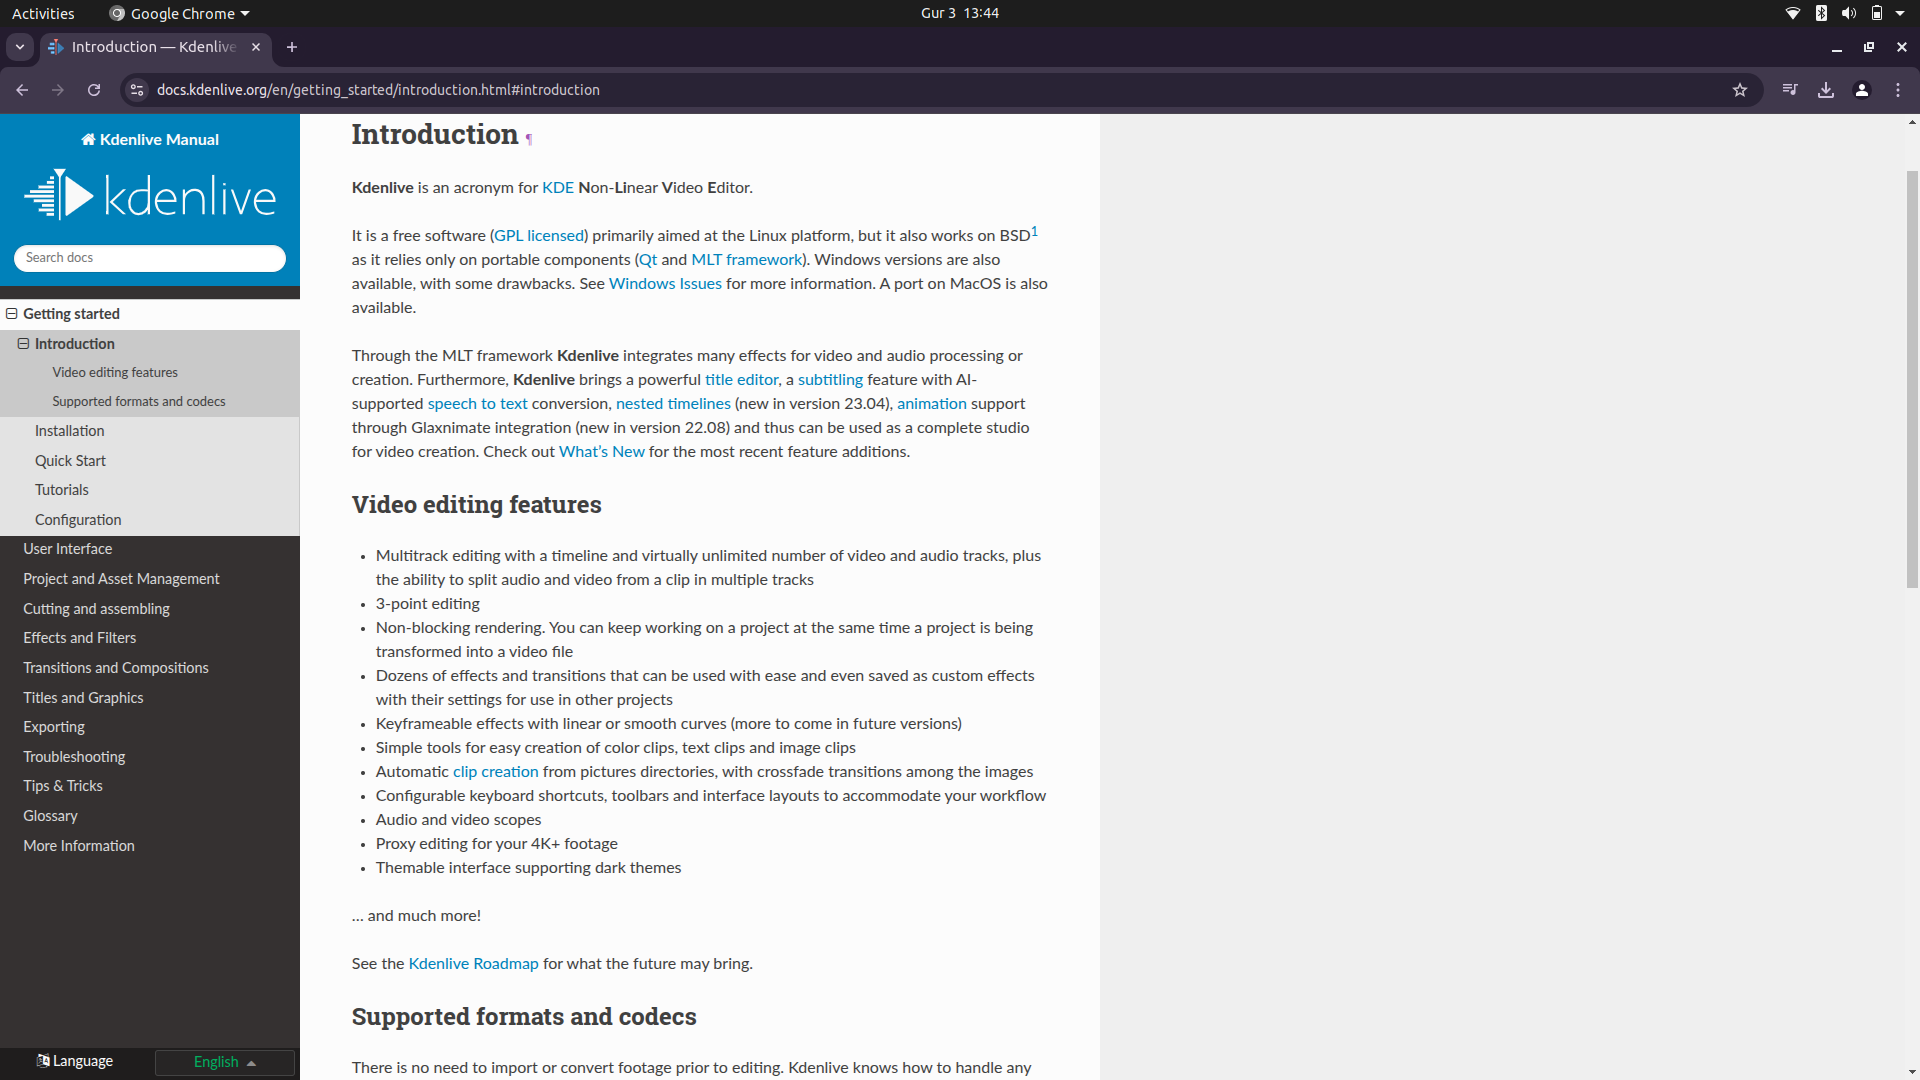 Activities
Google Chrome
Gur 3 13:44
Introduction — Kdenlive
docs.kdenlive.org/en/getting_started/introduction.html#introduction
Kdenlive Manual
kdenlive
Search docs
Getting started
Introduction
Video editing features
Supported formats and codecs
Installation
Quick Start
Tutorials
Configuration
User Interface
Project and Asset Management
Cutting and assembling
Effects and Filters
Transitions and Compositions
Titles and Graphics
Exporting
Troubleshooting
Tips & Tricks
Glossary
More Information
Language
English
Introduction ¶
Kdenlive is an acronym for KDE Non-Linear Video Editor.
It is a free software (GPL licensed) primarily aimed at the Linux platform, but it also works on BSD1
as it relies only on portable components (Qt and MLT framework). Windows versions are also
available, with some drawbacks. See Windows Issues for more information. A port on MacOS is also
available.
Through the MLT framework Kdenlive integrates many effects for video and audio processing or
creation. Furthermore, Kdenlive brings a powerful title editor, a subtitling feature with AI-
supported speech to text conversion, nested timelines (new in version 23.04), animation support
through Glaxnimate integration (new in version 22.08) and thus can be used as a complete studio
for video creation. Check out What's New for the most recent feature additions.
Video editing features
• Multitrack editing with a timeline and virtually unlimited number of video and audio tracks, plus
the ability to split audio and video from a clip in multiple tracks
• 3-point editing
• Non-blocking rendering. You can keep working on a project at the same time a project is being
transformed into a video file
• Dozens of effects and transitions that can be used with ease and even saved as custom effects
with their settings for use in other projects
• Keyframeable effects with linear or smooth curves (more to come in future versions)
• Simple tools for easy creation of color clips, text clips and image clips
• Automatic clip creation from pictures directories, with crossfade transitions among the images
• Configurable keyboard shortcuts, toolbars and interface layouts to accommodate your workflow
• Audio and video scopes
• Proxy editing for your 4K+ footage
• Themable interface supporting dark themes
… and much more!
See the Kdenlive Roadmap for what the future may bring.
Supported formats and codecs
There is no need to import or convert footage prior to editing. Kdenlive knows how to handle any